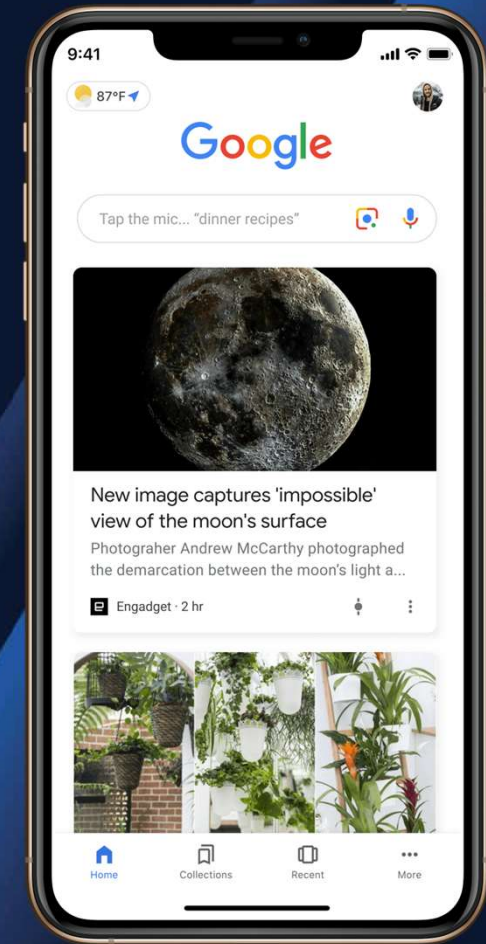 9:41
87°F
Google
Tap the mic... "dinner recipes"
New image captures 'impossible'
view of the moon's surface
Photograher Andrew McCarthy photographed
the demarcation between the moon's light a...
Engadget · 2 hr
Home
Collections
Recent
More